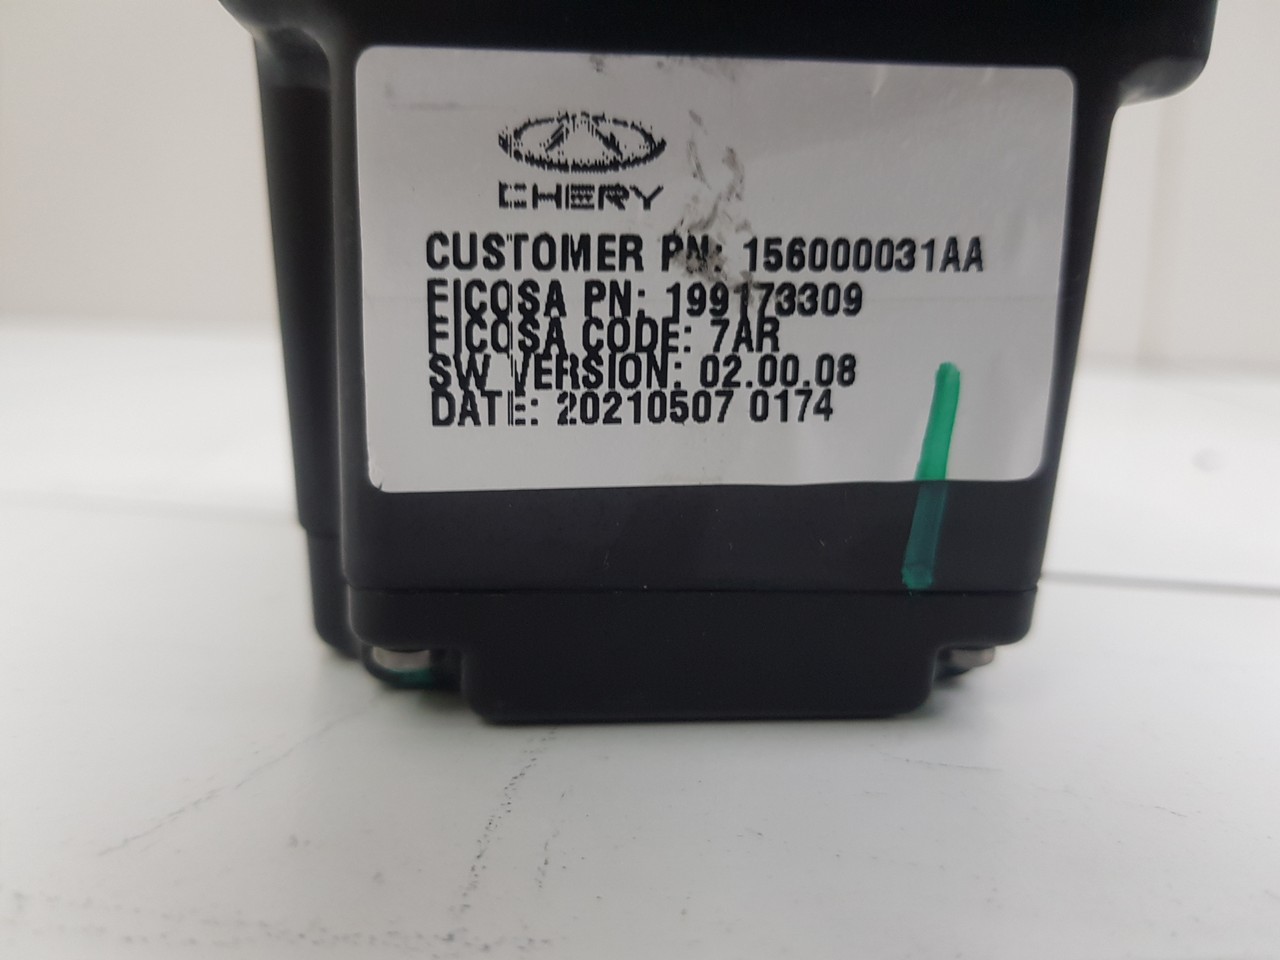 CHERY
CUSTOMER PN: 156000031AA
FICOSA PN: 199173309
FICOSA CODE: 7AR
SW VERSION: 02.00.08
DATE: 20210507 0174